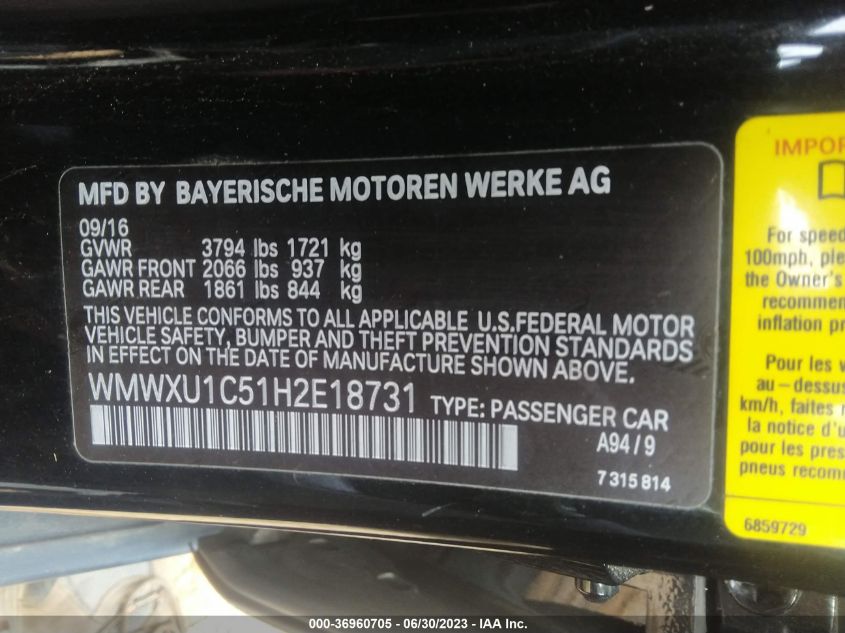 MFD BY BAYERISCHE MOTOREN WERKE AG
09/16
GVWR 3794 lbs 1721 kg
GAWR FRONT 2066 lbs 937 kg
GAWR REAR 1861 lbs 844 kg
THIS VEHICLE CONFORMS TO ALL APPLICABLE U.S.FEDERAL MOTOR
VEHICLE SAFETY, BUMPER AND THEFT PREVENTION STANDARDS
IN EFFECT ON THE DATE OF MANUFACTURE SHOWN ABOVE.
WMWXU1C51H2E18731 TYPE: PASSENGER CAR
A94/9
7 315 814
IMPOR
For speed
100mph, ple
the Owner's
recommen
inflation pr
Pour les v
au-dessus
km/h, faites r
la notice d'u
pour les pres
pneus recom
6859729
000-36960705 - 06/30/2023 - IAA Inc.